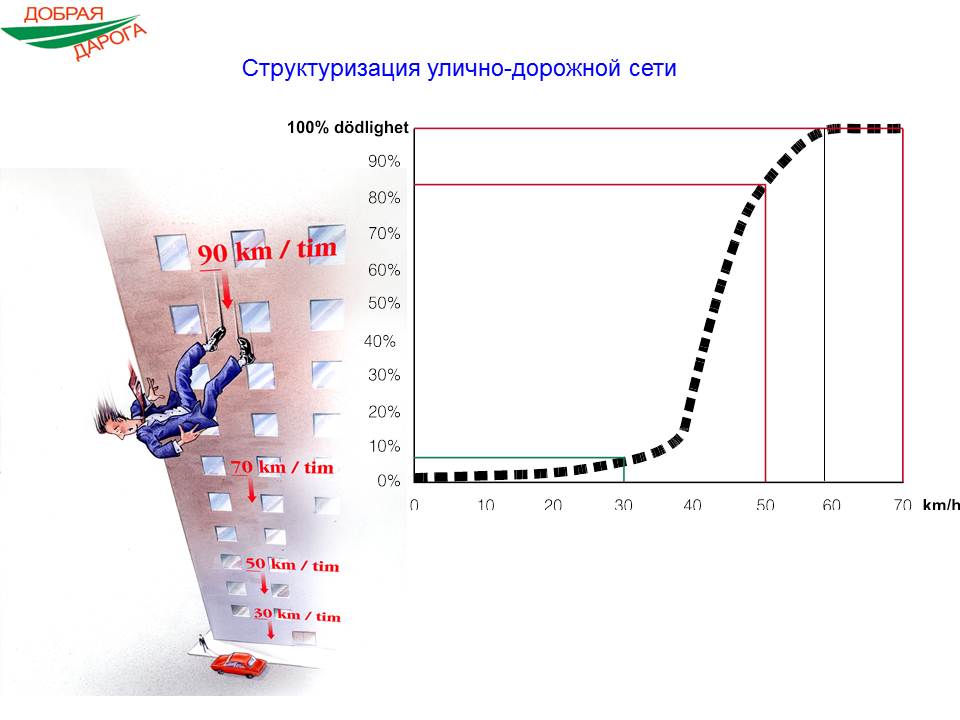 ДОБРАЯ
ДАРОГА
Структуризация улично-дорожной сети
100% dödlighet
90%
80%
70%
60%
50%
40%
30%
20%
10%
0%
0 10 20 30 40 50 60 70 km/h
90 km / tim
70 km / tim
50 km / tim
30 km / tim